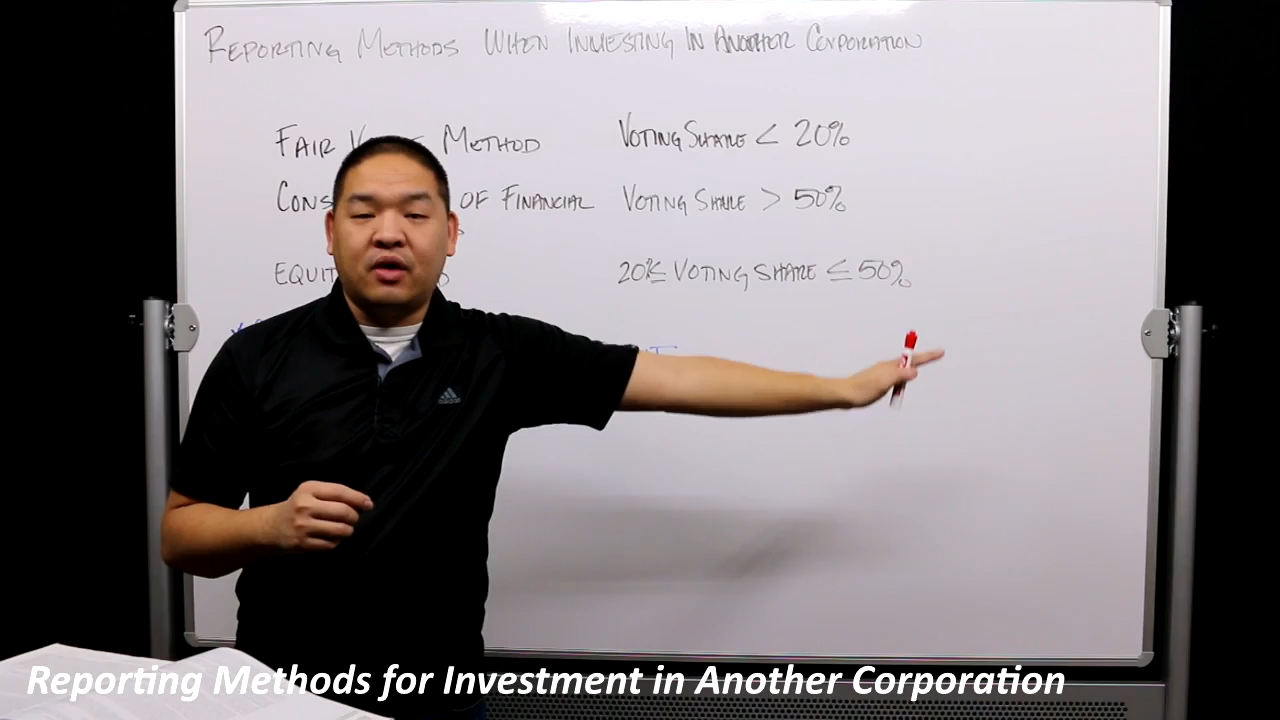 REPORTING METHODS WHEN INVESTING IN ANOTHER CORPORATION
FAIR METHOD VOTING SHARE < 20%
CONS OF FINANCIAL VOTING SHARE > 50%
EQUIT 20% ≤ VOTING SHARE ≤ 50%
adidas
Reporting Methods for Investment in Another Corporation